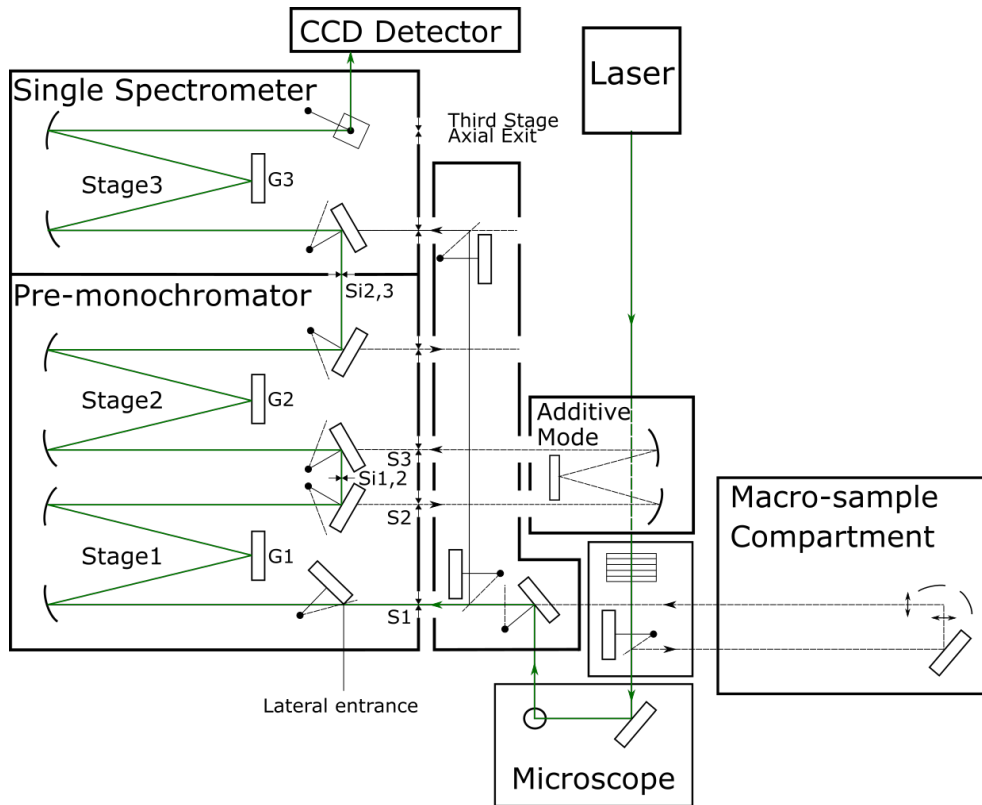 CCD Detector
Laser
Single Spectrometer
Third Stage
Axial Exit
Stage3
G3
Si2,3
Pre-monochromator
Stage2
G2
Additive
Mode
S3
Si1,2
S2
Macro-sample
Compartment
Stage1
G1
S1
Lateral entrance
Microscope